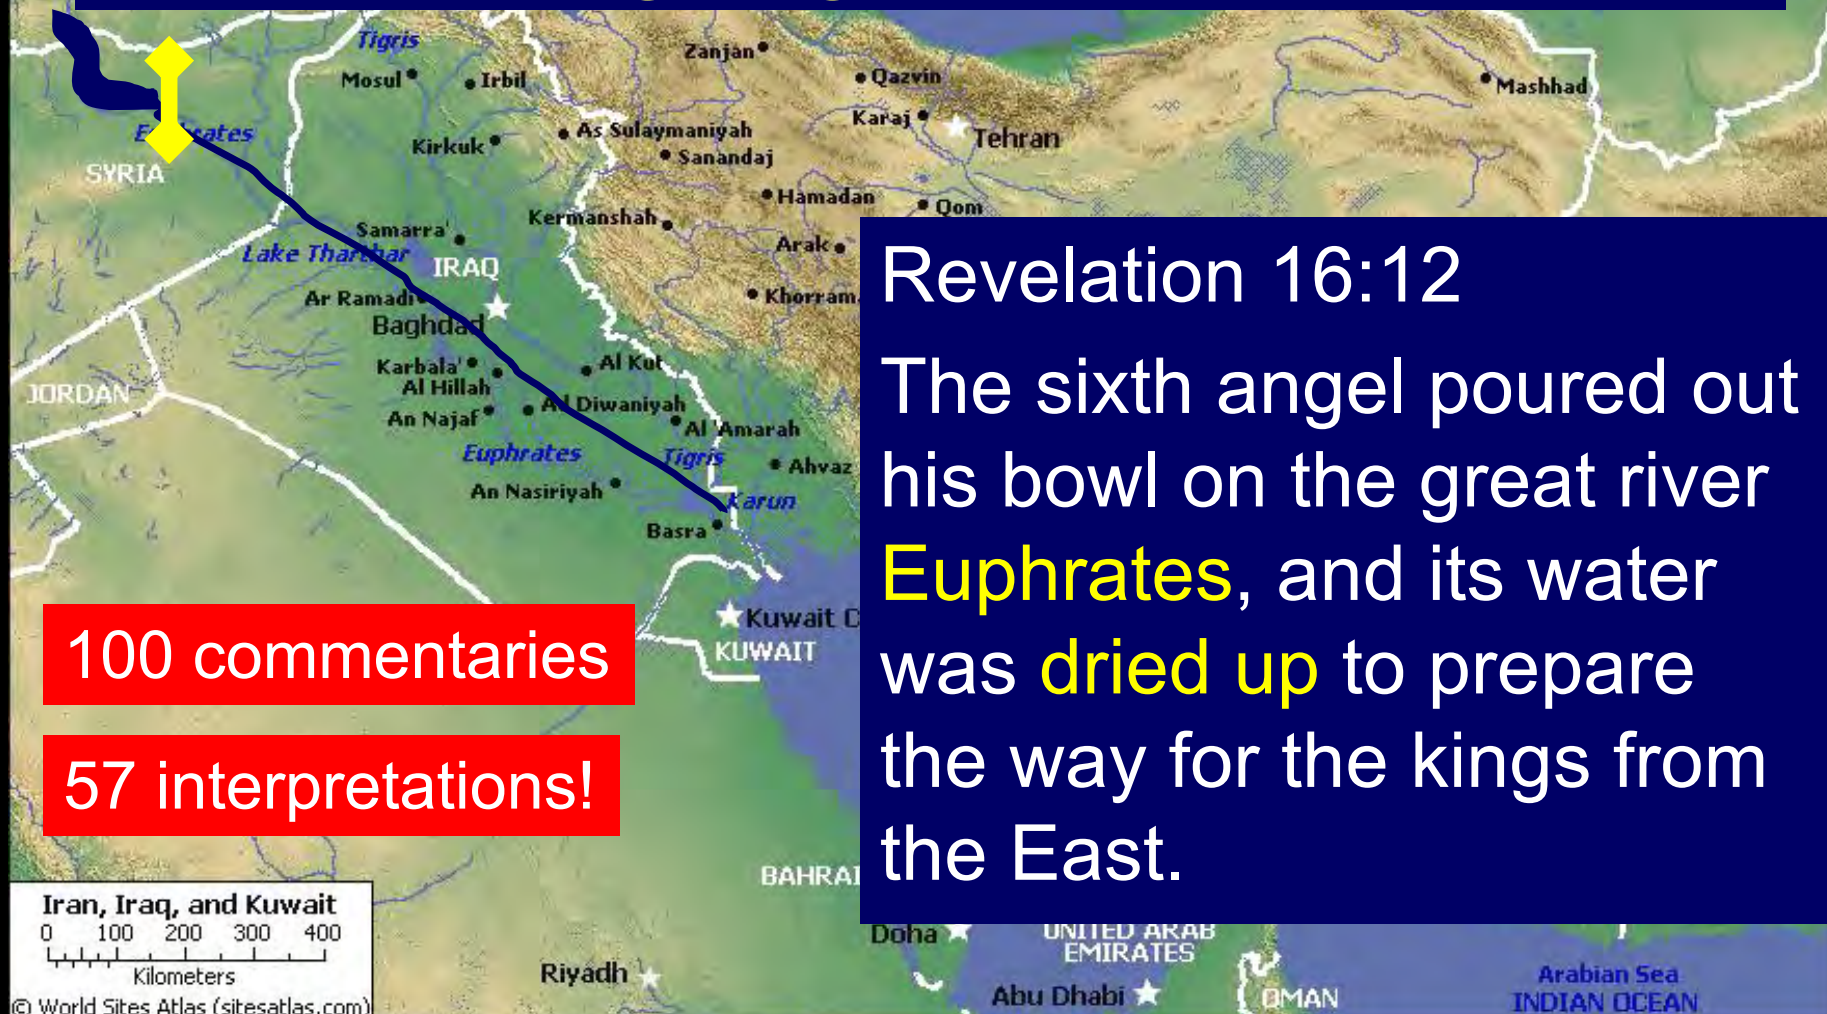 Tigris
Zanjan
Mosul
Irbil
Qazvin
Mashhad
Karaj
Tehran
As Sulaymaniyah
Kirkuk
Sanandaj
SYRIA
Hamadan
Qom
Kermanshah
Samarra'
Arak
Lake Tharthar
IRAQ
Ar Ramadi
Khorram
Baghdad
Karbala'
Al Kut
Al Hillah
JORDAN
Ad Diwaniyah
An Najaf
Al 'Amarah
Euphrates
Tigris
Ahvaz
An Nasiriyah
Karun
Basra
Kuwait C
KUWAIT
BAHRAI
Doha
UNITED ARAB
EMIRATES
Riyadh
Abu Dhabi
OMAN
Arabian Sea
INDIAN OCEAN
Revelation 16:12
The sixth angel poured out
his bowl on the great river
Euphrates, and its water
was dried up to prepare
the way for the kings from
the East.
100 commentaries
57 interpretations!
Iran, Iraq, and Kuwait
0 100 200 300 400
Kilometers
© World Sites Atlas (sitesatlas.com)